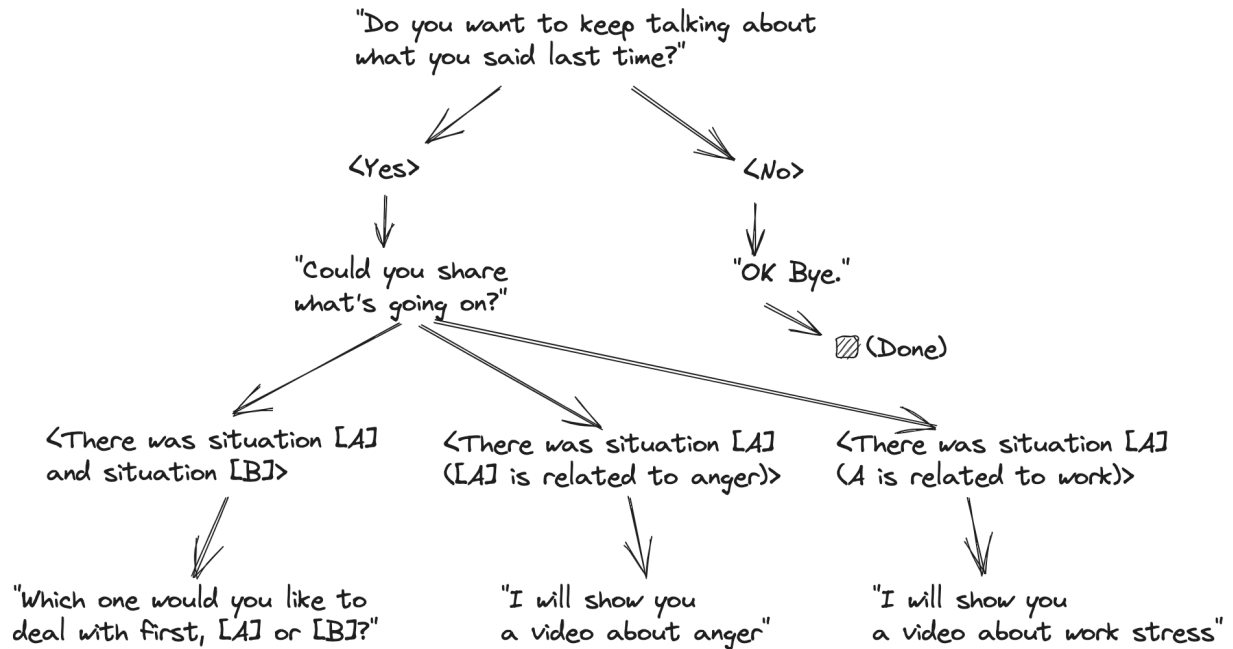 "Do you want to keep talking about
what you said last time?"
<Yes>
<No>
"Could you share
what's going on?"
"OK Bye."
(Done)
<There was situation [A]
and situation [B]>
<There was situation [A]
([A] is related to anger)>
<There was situation [A]
(A is related to work)>
"Which one would you like to
deal with first, [A] or [B]?"
"I will show you
a video about anger"
"I will show you
a video about work stress"